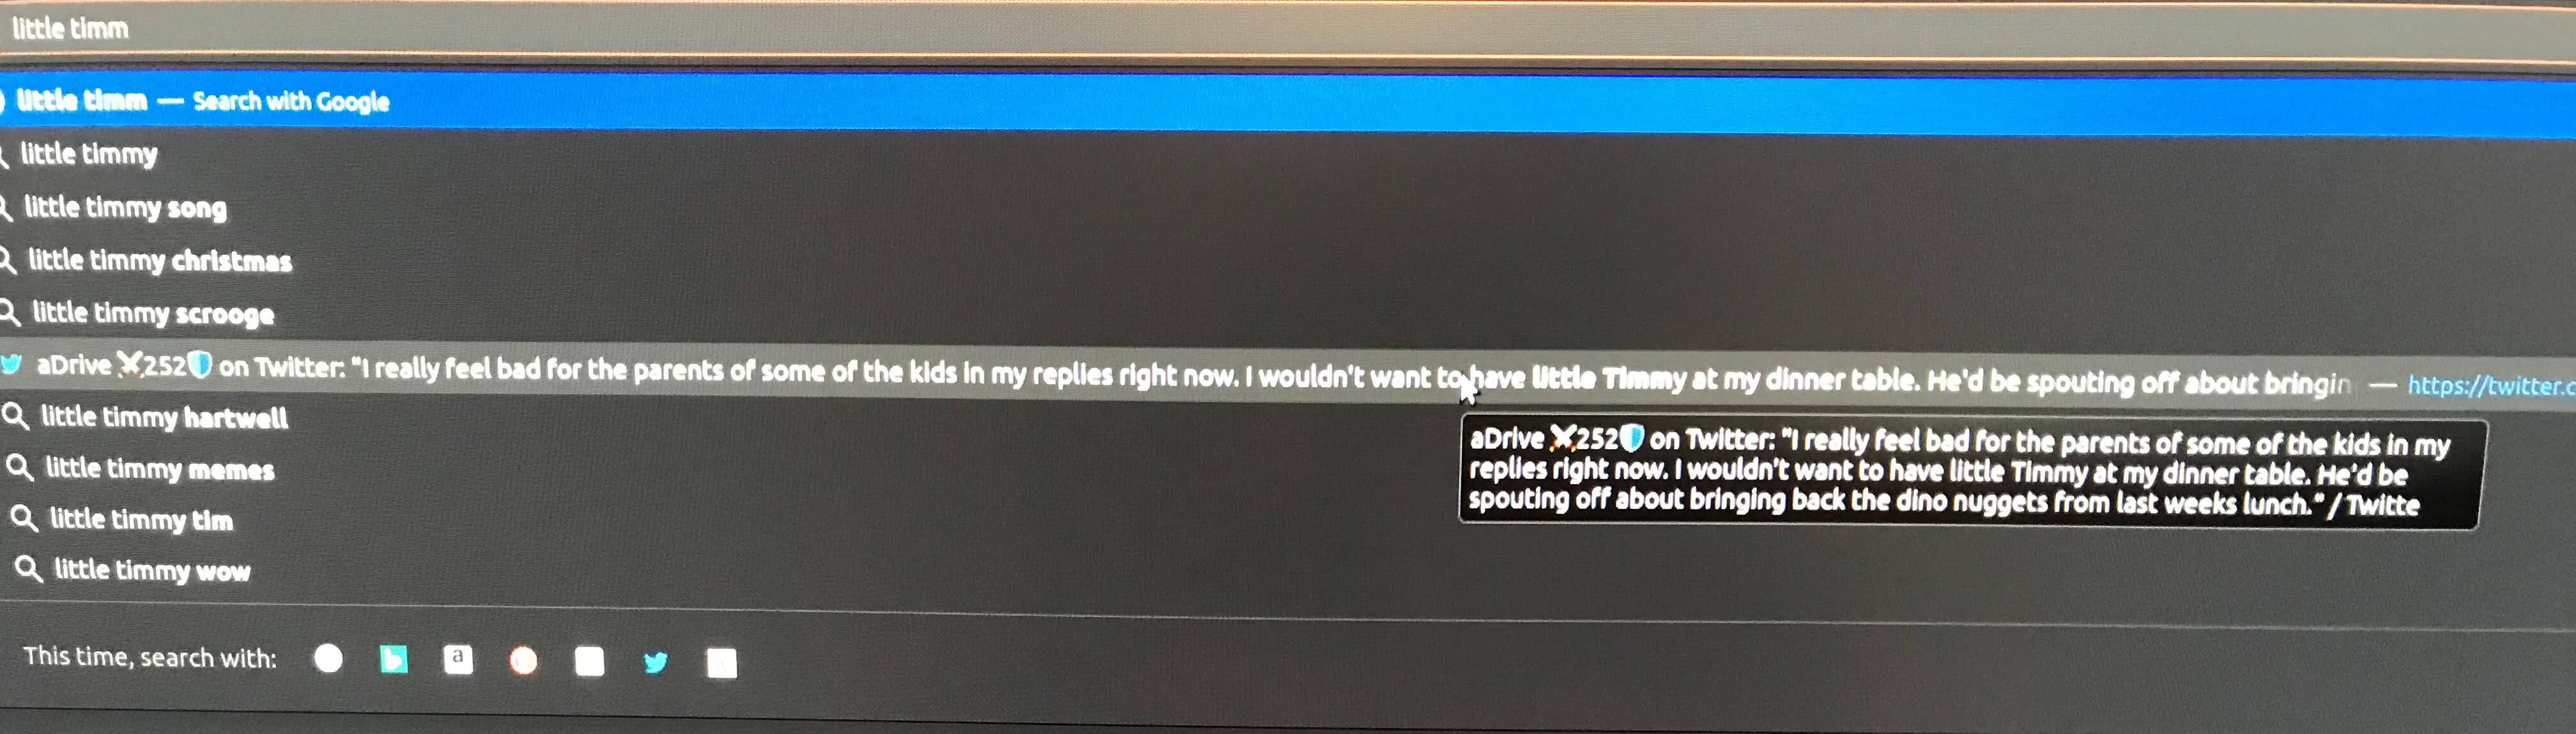 little timm
little timm — Search with Google
little timmy
little timmy song
little timmy christmas
little timmy scrooge
aDrive ⚔252🛡 on Twitter: "I really feel bad for the parents of some of the kids in my replies right now. I wouldn't want to have little Timmy at my dinner table. He'd be spouting off about bringin — https://twitter.c
little timmy hartwell
aDrive ⚔252🛡 on Twitter: "I really feel bad for the parents of some of the kids in my
replies right now. I wouldn't want to have little Timmy at my dinner table. He'd be
spouting off about bringing back the dino nuggets from last weeks lunch." / Twitte
little timmy memes
little timmy tim
little timmy wow
This time, search with:
a